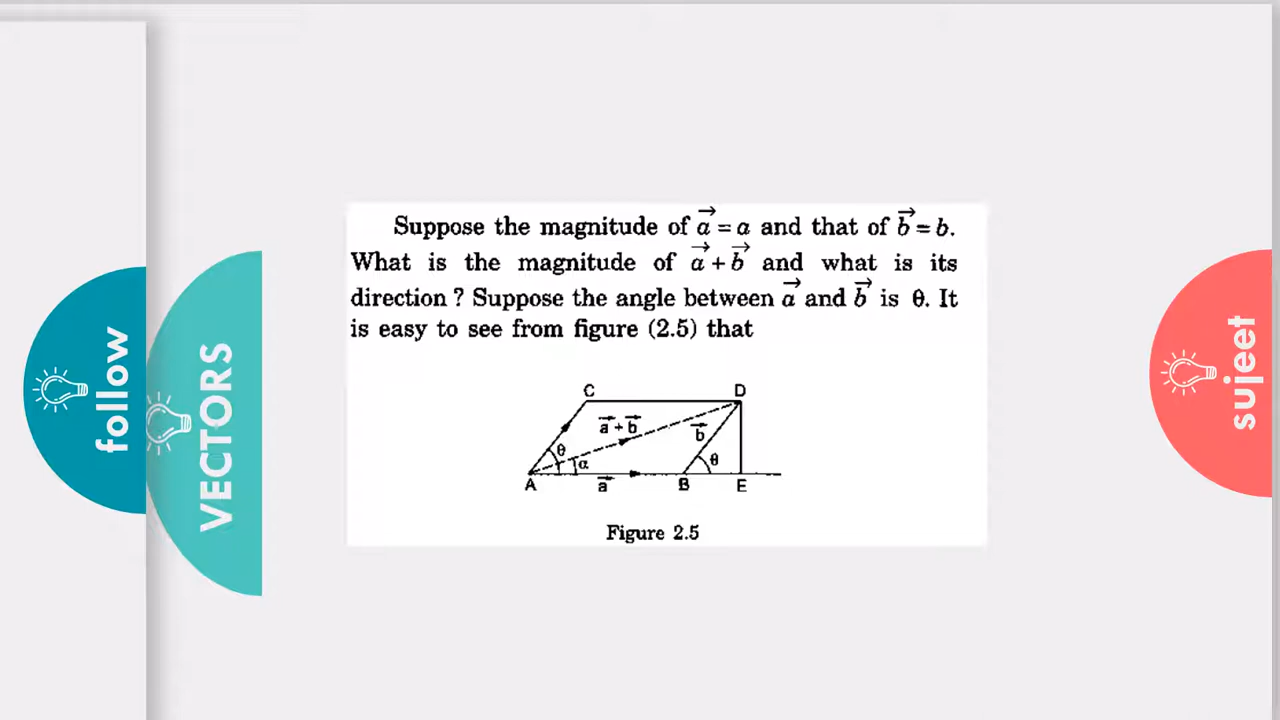 follow
VECTORS
Suppose the magnitude of a⃗ = a and that of b⃗ = b.
What is the magnitude of a⃗ + b⃗ and what is its
direction ? Suppose the angle between a⃗ and b⃗ is θ. It
is easy to see from figure (2.5) that
C D
a⃗ + b⃗ b⃗
θ α θ
A a⃗ B E
Figure 2.5
sujeet